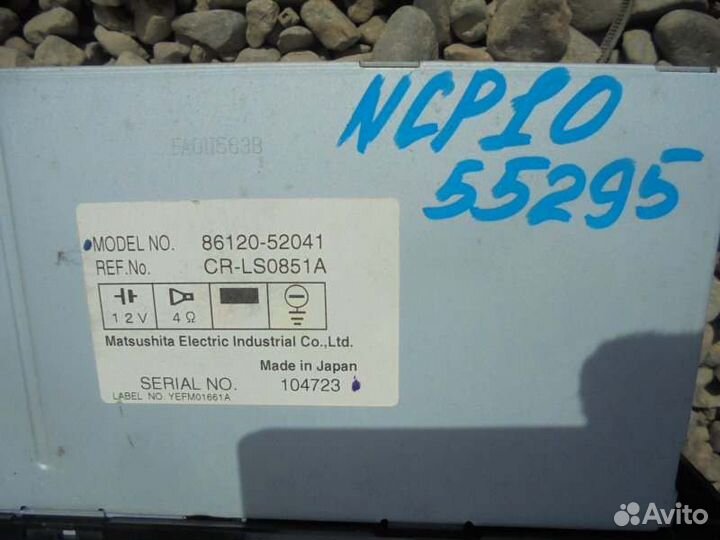 NCP10
55295
MODEL NO. 86120-52041
REF.No. CR-LS0851A
12V 4Ω
Matsushita Electric Industrial Co.,Ltd.
Made in Japan
SERIAL NO. 104723
LABEL NO. YEFM01661A
Avito